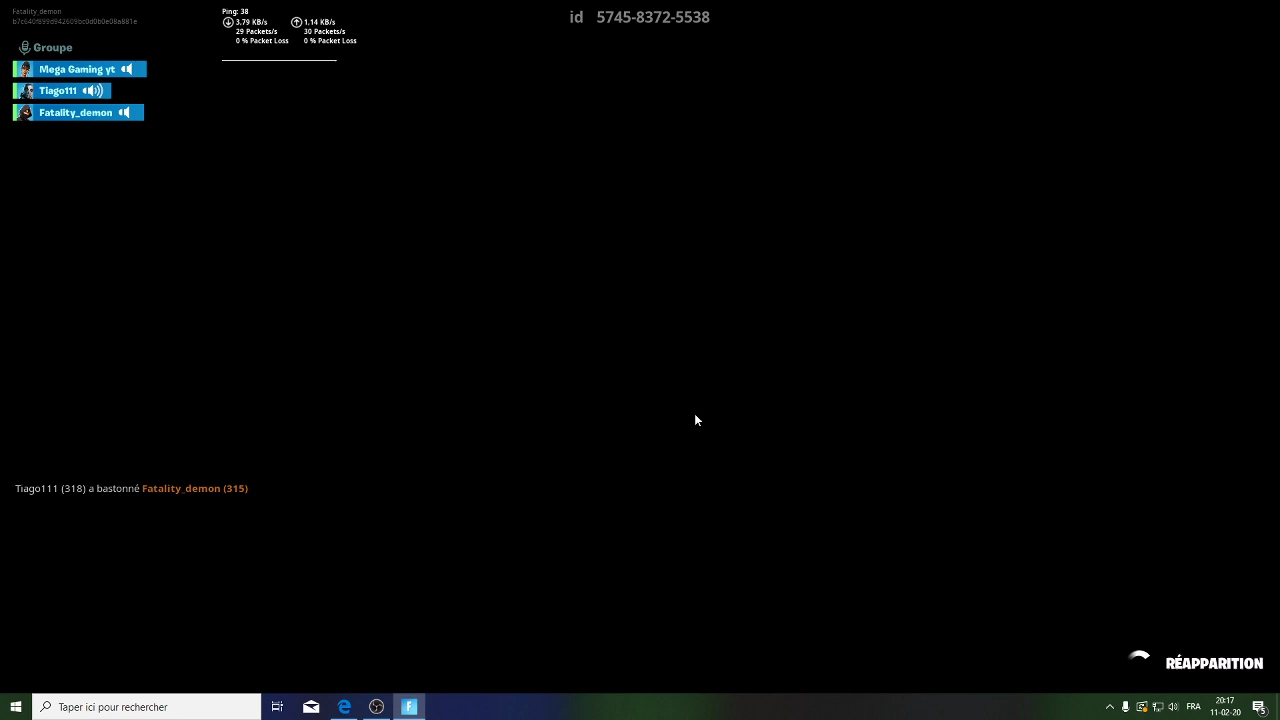 Fatality_demon
Ping: 38
id 5745-8372-5538
3,79 KB/s
1,14 KB/s
29 Packets/s
30 Packets/s
0 % Packet Loss
0 % Packet Loss
Groupe
Mega Gaming yt
Tiago111
Fatality_demon
Tiago111 (318) a bastonné Fatality_demon (315)
RÉAPPARITION
Taper ici pour rechercher
FRA
20:17
11-02-20